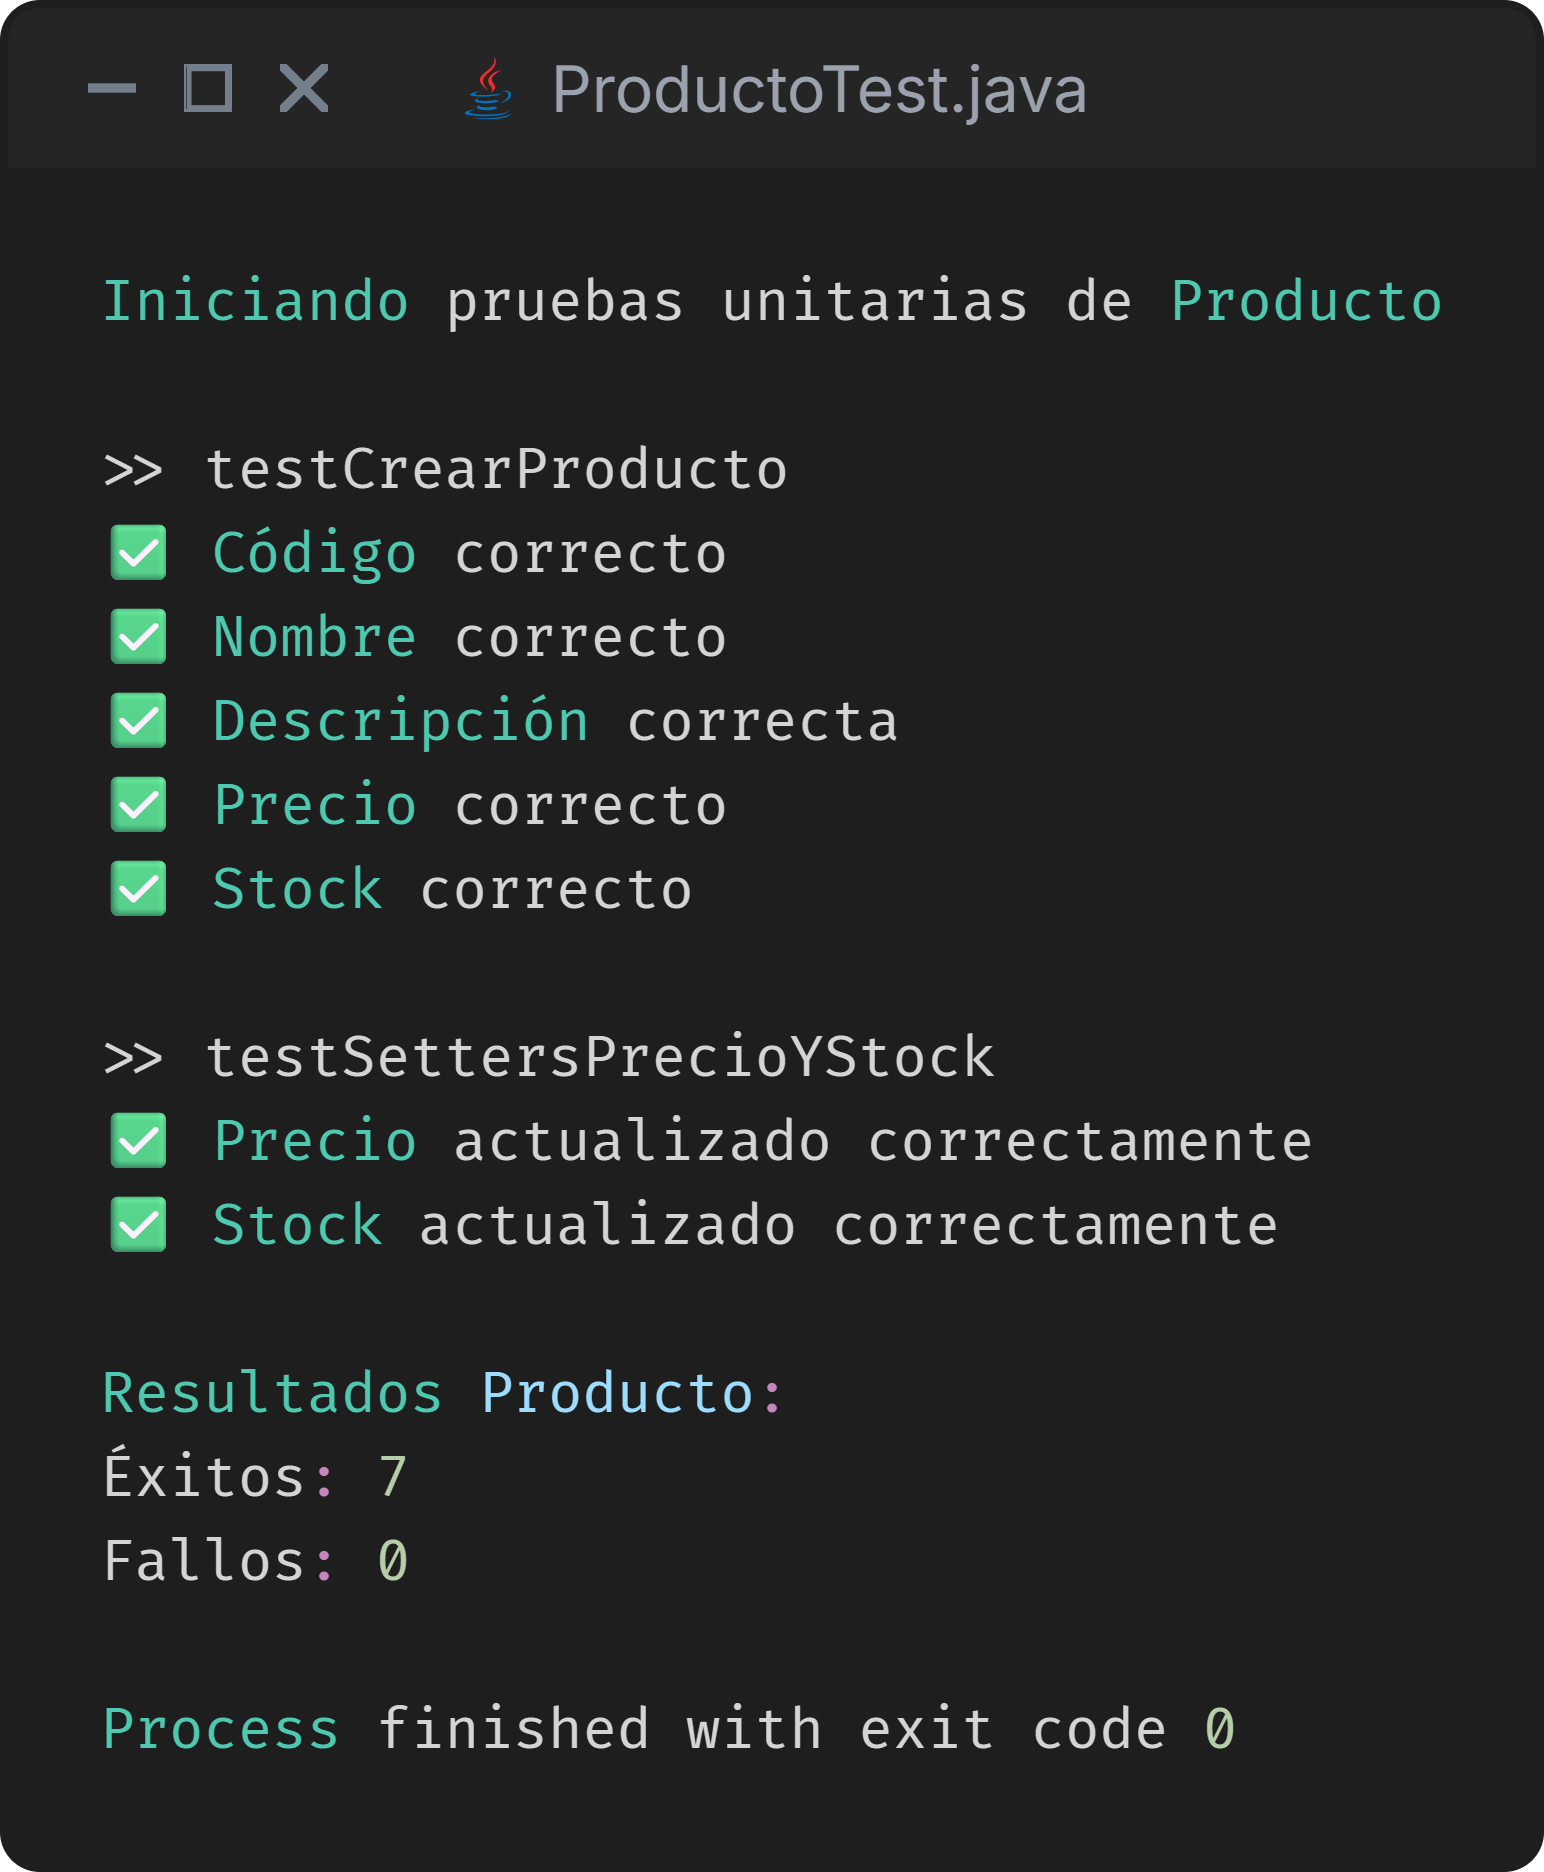 ProductoTest.java
Iniciando pruebas unitarias de Producto
>> testCrearProducto
✅ Código correcto
✅ Nombre correcto
✅ Descripción correcta
✅ Precio correcto
✅ Stock correcto
>> testSettersPrecioYStock
✅ Precio actualizado correctamente
✅ Stock actualizado correctamente
Resultados Producto:
Éxitos: 7
Fallos: 0
Process finished with exit code 0